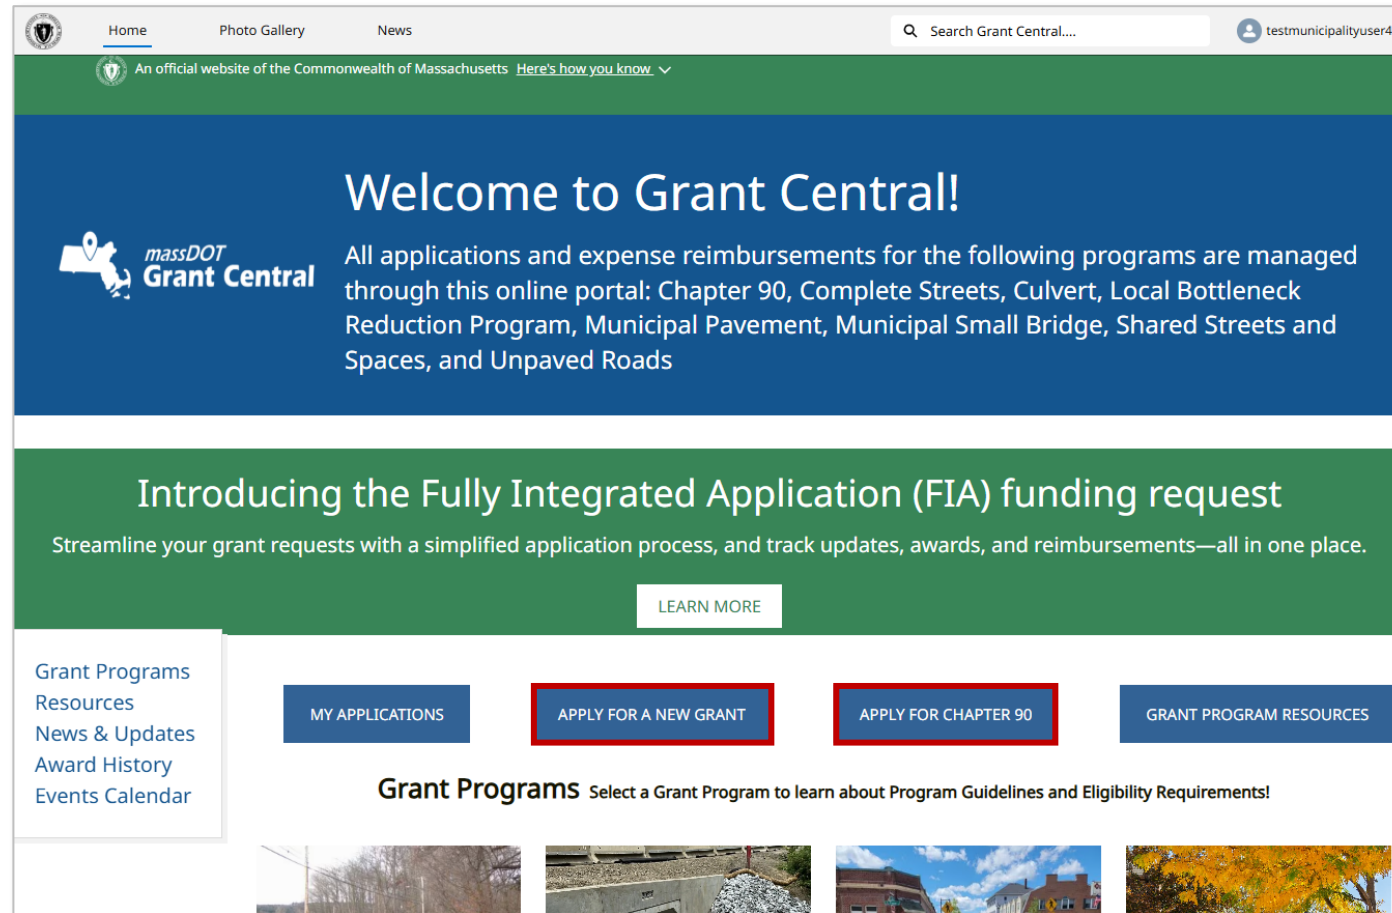 Home Photo Gallery News Search Grant Central.... testmunicipalityuser4
An official website of the Commonwealth of Massachusetts Here's how you know
Welcome to Grant Central!
massDOT
Grant Central
All applications and expense reimbursements for the following programs are managed
through this online portal: Chapter 90, Complete Streets, Culvert, Local Bottleneck
Reduction Program, Municipal Pavement, Municipal Small Bridge, Shared Streets and
Spaces, and Unpaved Roads
Introducing the Fully Integrated Application (FIA) funding request
Streamline your grant requests with a simplified application process, and track updates, awards, and reimbursements—all in one place.
LEARN MORE
Grant Programs
Resources
News & Updates
Award History
Events Calendar
MY APPLICATIONS APPLY FOR A NEW GRANT APPLY FOR CHAPTER 90 GRANT PROGRAM RESOURCES
Grant Programs Select a Grant Program to learn about Program Guidelines and Eligibility Requirements!